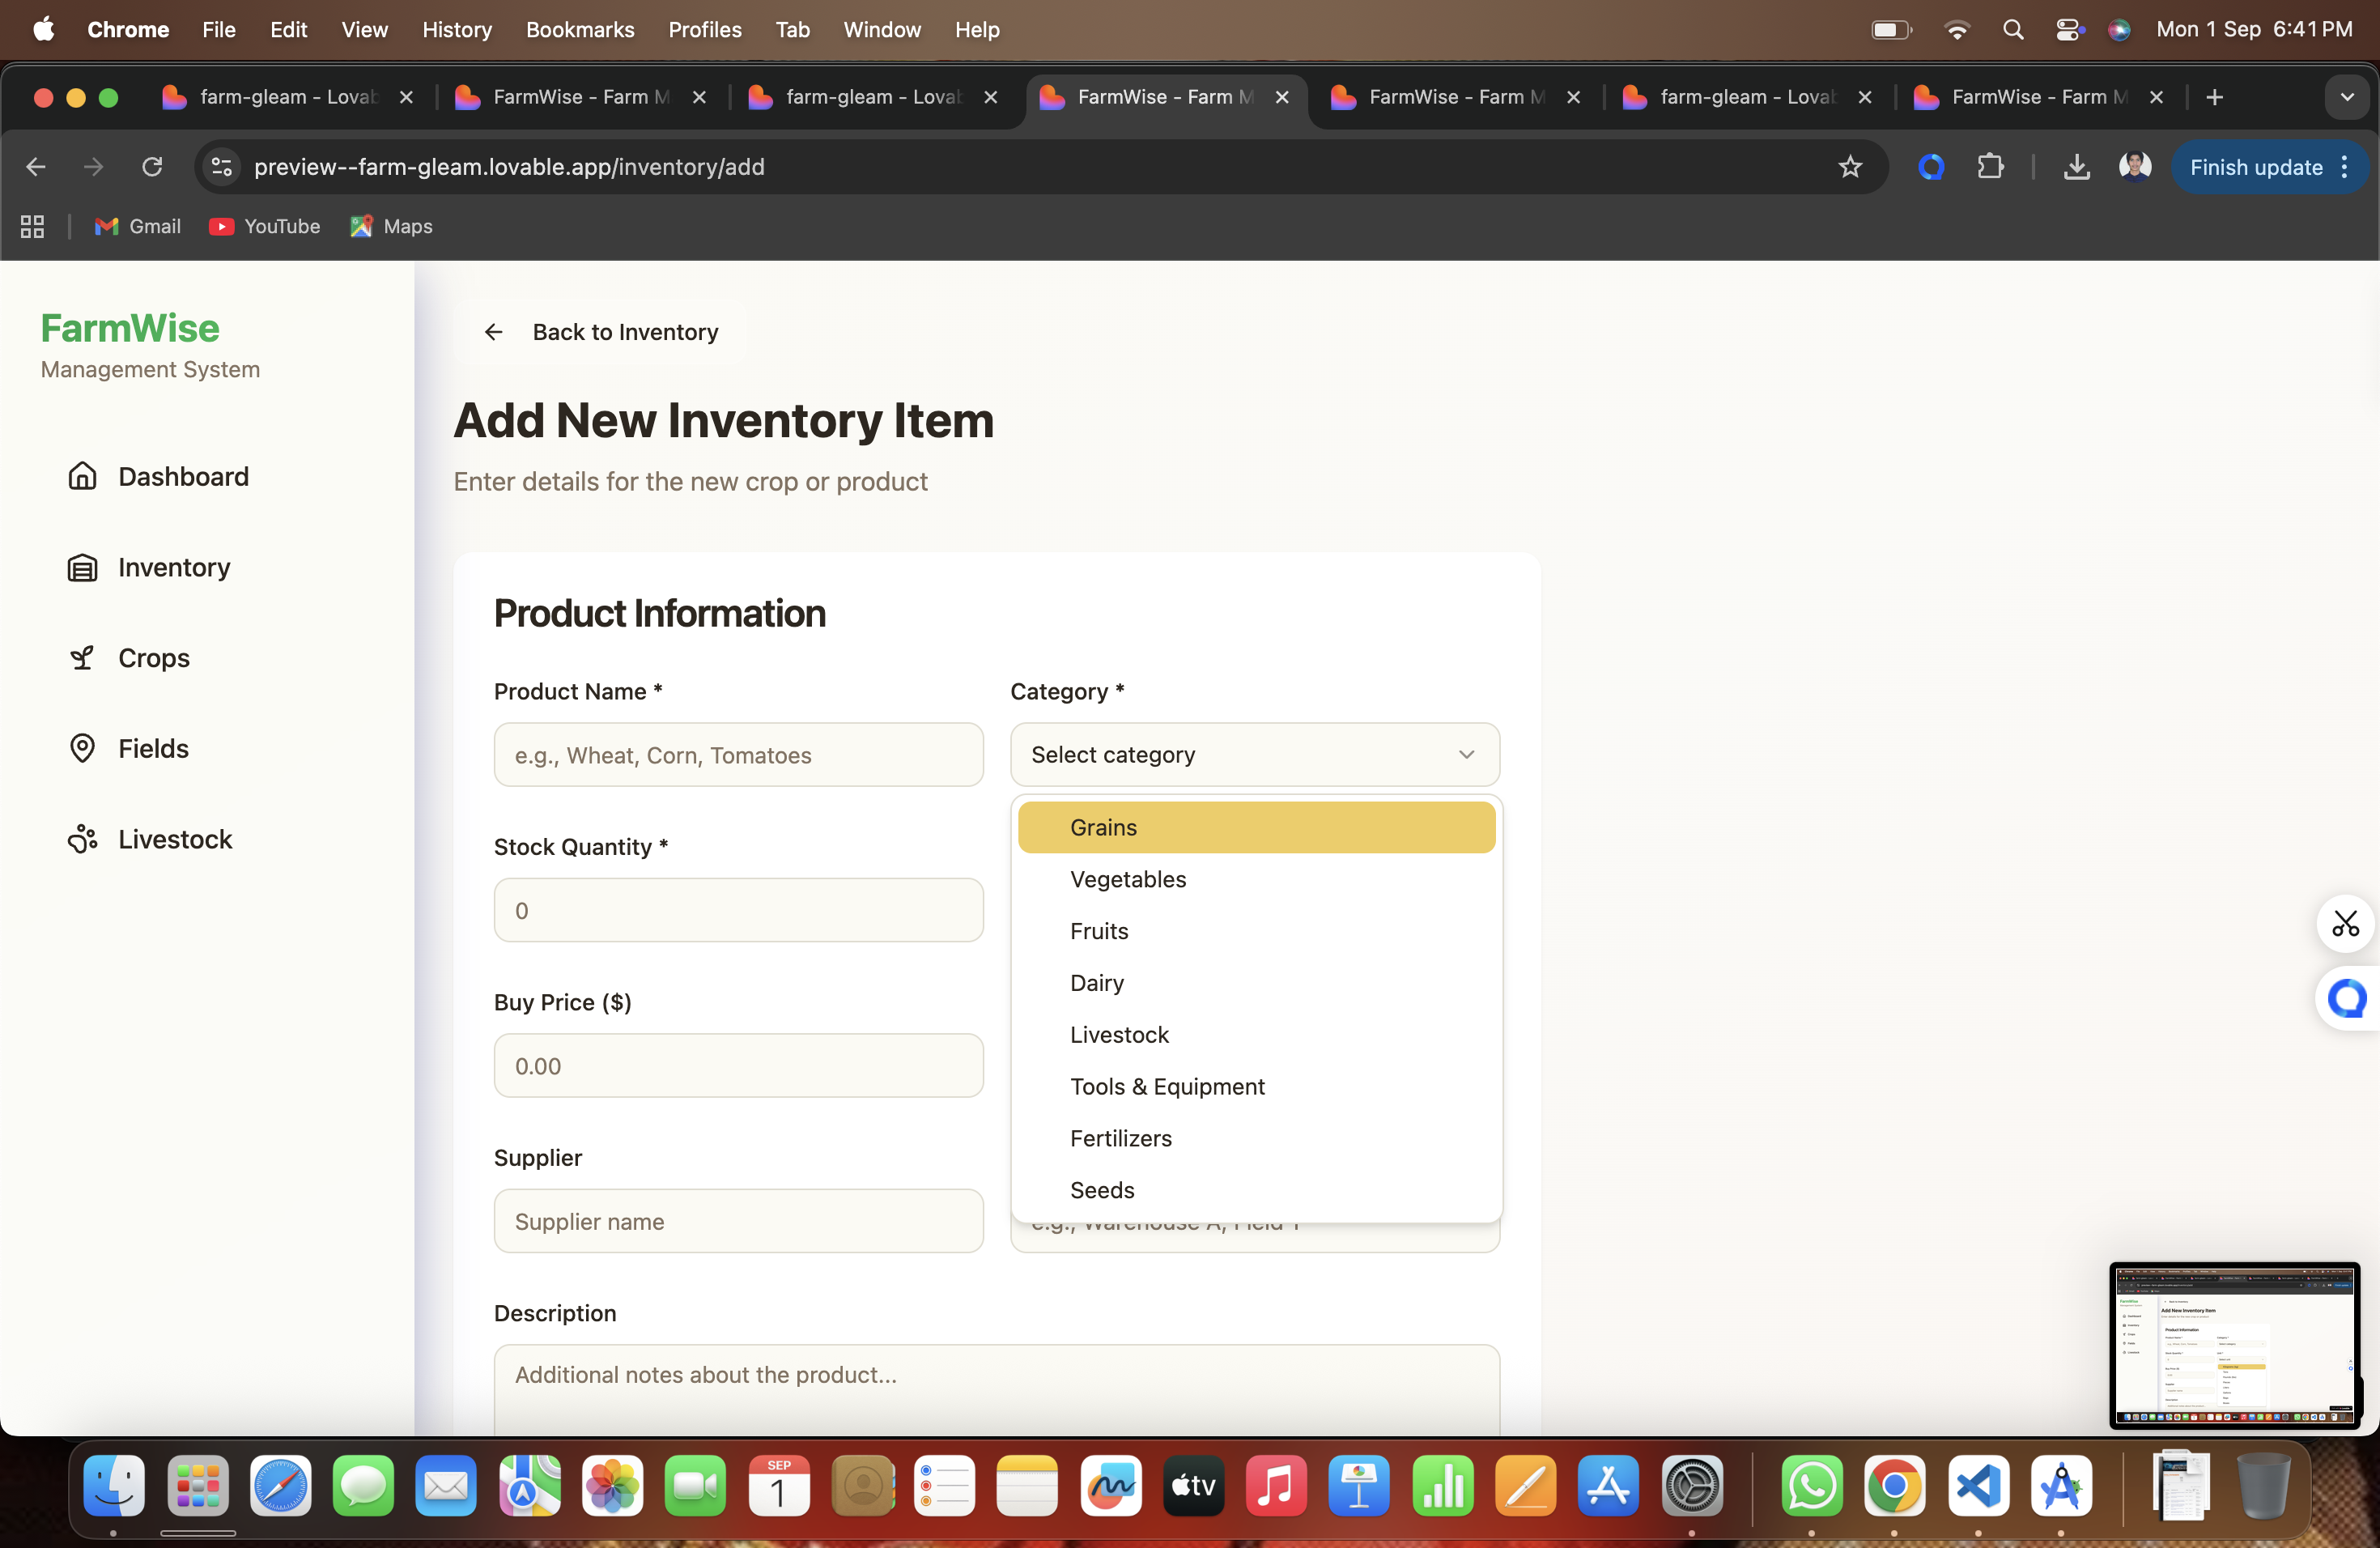 Chrome File Edit View History Bookmarks Profiles Tab Window Help Mon 1 Sep 6:41 PM
farm-gleam - Lovab FarmWise - Farm M farm-gleam - Lovab FarmWise - Farm M FarmWise - Farm M farm-gleam - Lovab FarmWise - Farm M
preview--farm-gleam.lovable.app/inventory/add Finish update
Gmail YouTube Maps
FarmWise
Management System
Dashboard
Inventory
Crops
Fields
Livestock
Back to Inventory
Add New Inventory Item
Enter details for the new crop or product
Product Information
Product Name * Category *
e.g., Wheat, Corn, Tomatoes Select category
Grains
Vegetables
Fruits
Dairy
Livestock
Tools & Equipment
Fertilizers
Seeds
Stock Quantity *
0
Buy Price ($)
0.00
Supplier
Supplier name e.g., Warehouse A, Field 1
Description
Additional notes about the product...
SEP
1
tv